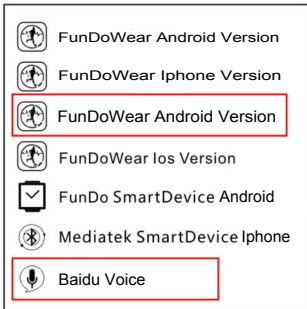 FunDoWear Android Version
FunDoWear Iphone Version
FunDoWear Android Version
FunDoWear Ios Version
FunDo SmartDevice Android
Mediatek SmartDevice Iphone
Baidu Voice